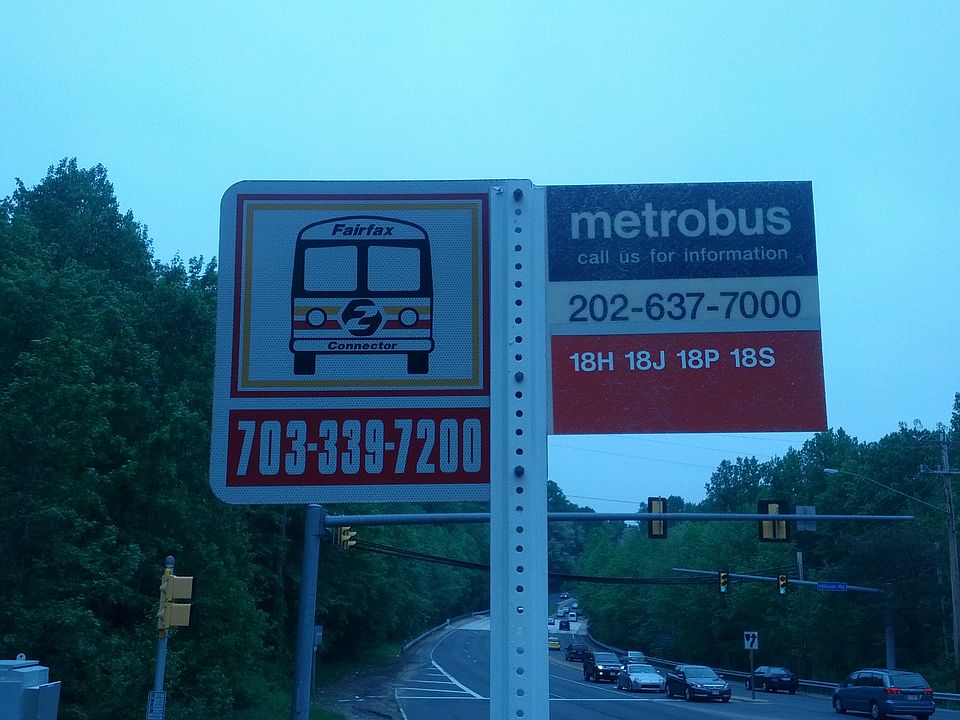 Fairfax
Connector
703-339-7200
metrobus
call us for information
202-637-7000
18H 18J 18P 18S